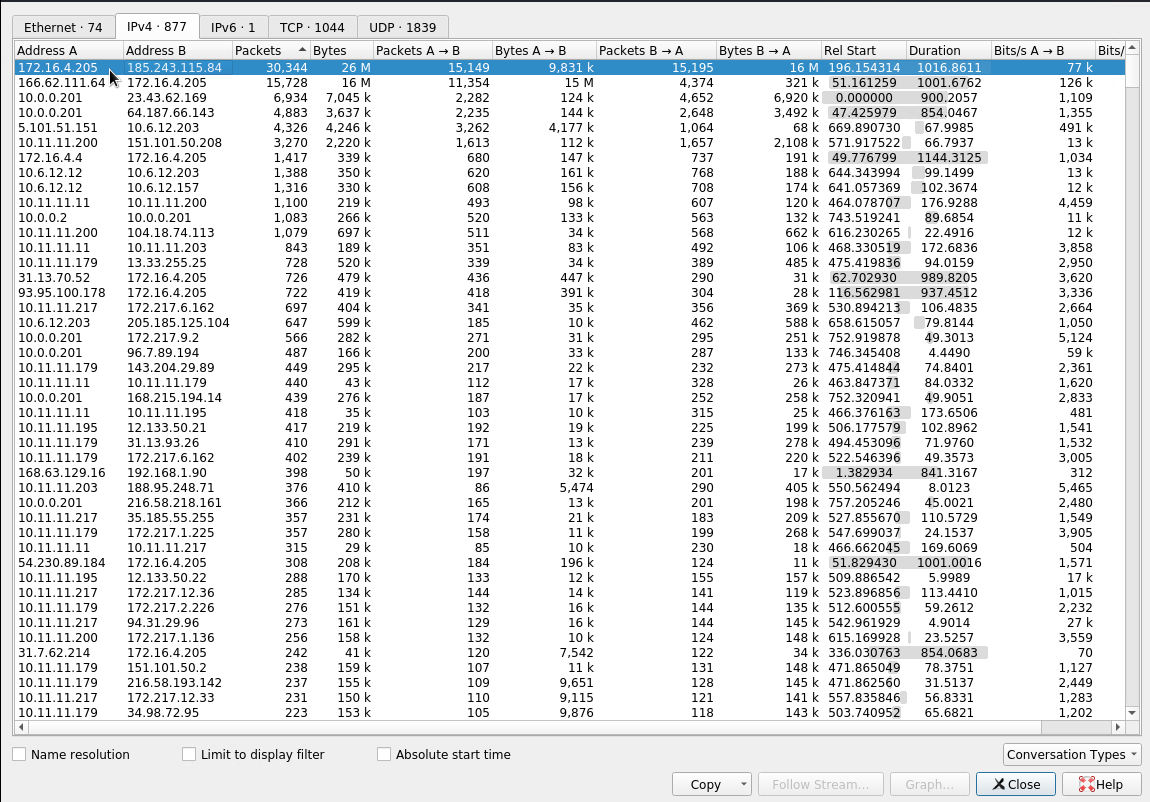 Ethernet · 74 IPv4 · 877 IPv6 · 1 TCP · 1044 UDP · 1839
Address A Address B Packets Bytes Packets A → B Bytes A → B Packets B → A Bytes B → A Rel Start Duration Bits/s A → B Bits/
172.16.4.205 185.243.115.84 30,344 26 M 15,149 9,831 k 15,195 16 M 196.154314 1016.8611 77 k
166.62.111.64 172.16.4.205 15,728 16 M 11,354 15 M 4,374 321 k 51.161259 1001.6762 126 k
10.0.0.201 23.43.62.169 6,934 7,045 k 2,282 124 k 4,652 6,920 k 0.000000 900.2057 1,109
10.0.0.201 64.187.66.143 4,883 3,637 k 2,235 144 k 2,648 3,492 k 47.425979 854.0467 1,355
5.101.51.151 10.6.12.203 4,326 4,246 k 3,262 4,177 k 1,064 68 k 669.890730 67.9985 491 k
10.11.11.200 151.101.50.208 3,270 2,220 k 1,613 112 k 1,657 2,108 k 571.917522 66.7937 13 k
172.16.4.4 172.16.4.205 1,417 339 k 680 147 k 737 191 k 49.776799 1144.3125 1,034
10.6.12.12 10.6.12.203 1,388 350 k 620 161 k 768 188 k 644.343994 99.1499 13 k
10.6.12.12 10.6.12.157 1,316 330 k 608 156 k 708 174 k 641.057369 102.3674 12 k
10.11.11.11 10.11.11.200 1,100 219 k 493 98 k 607 120 k 464.078707 176.9288 4,459
10.0.0.2 10.0.0.201 1,083 266 k 520 133 k 563 132 k 743.519241 89.6854 11 k
10.11.11.200 104.18.74.113 1,079 697 k 511 34 k 568 662 k 616.230265 22.4916 12 k
10.11.11.11 10.11.11.203 843 189 k 351 83 k 492 106 k 468.330519 172.6836 3,858
10.11.11.179 13.33.255.25 728 520 k 339 34 k 389 485 k 475.419836 94.0159 2,950
31.13.70.52 172.16.4.205 726 479 k 436 447 k 290 31 k 62.702930 989.8205 3,620
93.95.100.178 172.16.4.205 722 419 k 418 391 k 304 28 k 116.562981 937.4512 3,336
10.11.11.217 172.217.6.162 697 404 k 341 35 k 356 369 k 530.894213 106.4835 2,664
10.6.12.203 205.185.125.104 647 599 k 185 10 k 462 588 k 658.615057 79.8144 1,050
10.0.0.201 172.217.9.2 566 282 k 271 31 k 295 251 k 752.919878 49.3013 5,124
10.0.0.201 96.7.89.194 487 166 k 200 33 k 287 133 k 746.345408 4.4490 59 k
10.11.11.179 143.204.29.89 449 295 k 217 22 k 232 273 k 475.414844 74.8401 2,361
10.11.11.11 10.11.11.179 440 43 k 112 17 k 328 26 k 463.847371 84.0332 1,620
10.0.0.201 168.215.194.14 439 276 k 187 17 k 252 258 k 752.320941 49.9051 2,833
10.11.11.11 10.11.11.195 418 35 k 103 10 k 315 25 k 466.376163 173.6506 481
10.11.11.195 12.133.50.21 417 219 k 192 19 k 225 199 k 506.177579 102.8962 1,541
10.11.11.179 31.13.93.26 410 291 k 171 13 k 239 278 k 494.453096 71.9760 1,532
10.11.11.179 172.217.6.162 402 239 k 191 18 k 211 220 k 522.546396 49.3573 3,005
168.63.129.16 192.168.1.90 398 50 k 197 32 k 201 17 k 1.382934 841.3167 312
10.11.11.203 188.95.248.71 376 410 k 86 5,474 290 405 k 550.562494 8.0123 5,465
10.0.0.201 216.58.218.161 366 212 k 165 13 k 201 198 k 757.205246 45.0021 2,480
10.11.11.217 35.185.55.255 357 231 k 174 21 k 183 209 k 527.855670 110.5729 1,549
10.11.11.179 172.217.1.225 357 280 k 158 11 k 199 268 k 547.699037 24.1537 3,905
10.11.11.11 10.11.11.217 315 29 k 85 10 k 230 18 k 466.662045 169.6069 504
54.230.89.184 172.16.4.205 308 208 k 184 196 k 124 11 k 51.829430 1001.0016 1,571
10.11.11.195 12.133.50.22 288 170 k 133 12 k 155 157 k 509.886542 5.9989 17 k
10.11.11.217 172.217.12.36 285 134 k 144 14 k 141 119 k 523.896856 113.4410 1,015
10.11.11.179 172.217.2.226 276 151 k 132 16 k 144 135 k 512.600555 59.2612 2,232
10.11.11.217 94.31.29.96 273 161 k 129 16 k 144 145 k 542.961929 4.9014 27 k
10.11.11.200 172.217.1.136 256 158 k 132 10 k 124 148 k 615.169928 23.5257 3,559
31.7.62.214 172.16.4.205 242 41 k 120 7,542 122 34 k 336.030763 854.0683 70
10.11.11.179 151.101.50.2 238 159 k 107 11 k 131 148 k 471.865049 78.3751 1,127
10.11.11.179 216.58.193.142 237 155 k 109 9,651 128 145 k 471.862560 31.5137 2,449
10.11.11.217 172.217.12.33 231 150 k 110 9,115 121 141 k 557.835846 56.8331 1,283
10.11.11.179 34.98.72.95 223 153 k 105 9,876 118 143 k 503.740952 65.6821 1,202
Name resolution Limit to display filter Absolute start time Conversation Types
Copy Follow Stream... Graph... Close Help